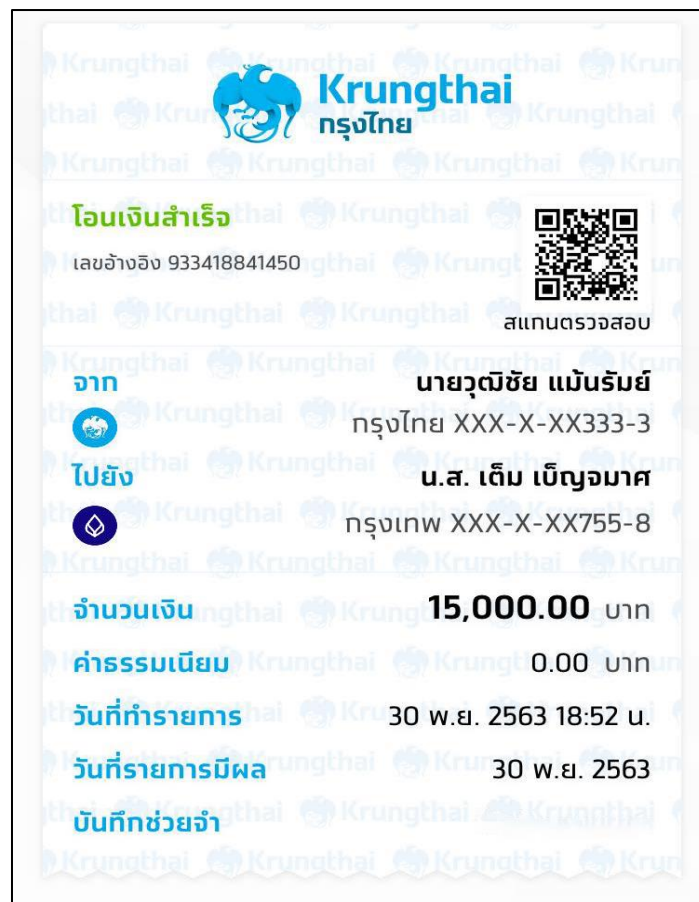 Krungthai
กรุงไทย
โอนเงินสำเร็จ
เลขอ้างอิง 933418841450
สแกนตรวจสอบ
จาก นายวุฒิชัย แม้นรัมย์
กรุงไทย XXX-X-XX333-3
ไปยัง น.ส. เต็ม เบ็ญจมาศ
กรุงเทพ XXX-X-XX755-8
จำนวนเงิน 15,000.00 บาท
ค่าธรรมเนียม 0.00 บาท
วันที่ทำรายการ 30 พ.ย. 2563 18:52 น.
วันที่รายการมีผล 30 พ.ย. 2563
บันทึกช่วยจำ